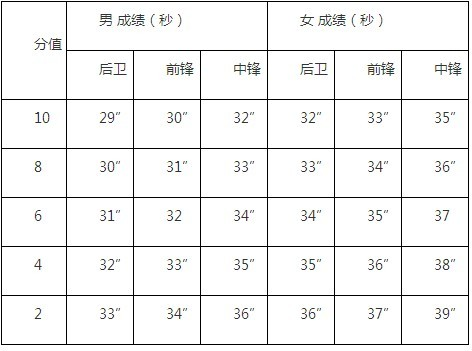 分值 男 成绩（秒） 女 成绩（秒）
后卫 前锋 中锋 后卫 前锋 中锋
10 29″ 30″ 32″ 32″ 33″ 35″
8 30″ 31″ 33″ 33″ 34″ 36″
6 31″ 32 34″ 34″ 35″ 37
4 32″ 33″ 35″ 35″ 36″ 38″
2 33″ 34″ 36″ 36″ 37″ 39″